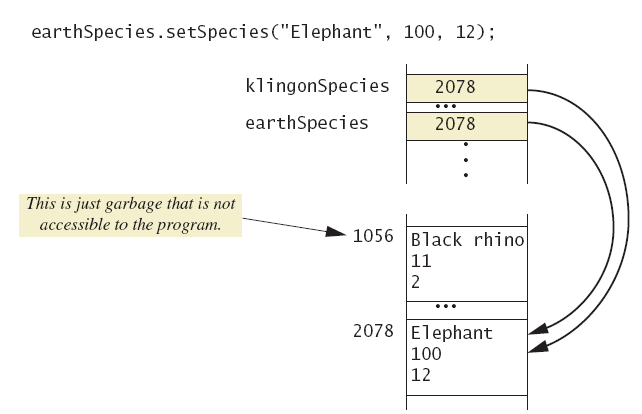 earthSpecies.setSpecies("Elephant", 100, 12);
klingonSpecies 2078
...
earthSpecies 2078
.
.
.
This is just garbage that is not
accessible to the program.
1056 Black rhino
11
2
...
2078 Elephant
100
12